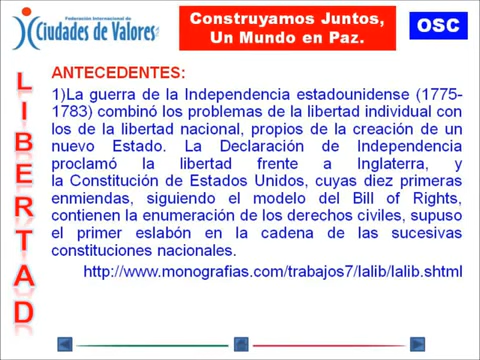 Federación Internacional de
Ciudades de Valores
Construyamos Juntos,
Un Mundo en Paz.
OSC
LIBERTAD
ANTECEDENTES:
1)La guerra de la Independencia estadounidense (1775-
1783) combinó los problemas de la libertad individual con
los de la libertad nacional, propios de la creación de un
nuevo Estado. La Declaración de Independencia
proclamó la libertad frente a Inglaterra, y
la Constitución de Estados Unidos, cuyas diez primeras
enmiendas, siguiendo el modelo del Bill of Rights,
contienen la enumeración de los derechos civiles, supuso
el primer eslabón en la cadena de las sucesivas
constituciones nacionales.
http://www.monografias.com/trabajos7/lalib/lalib.shtml